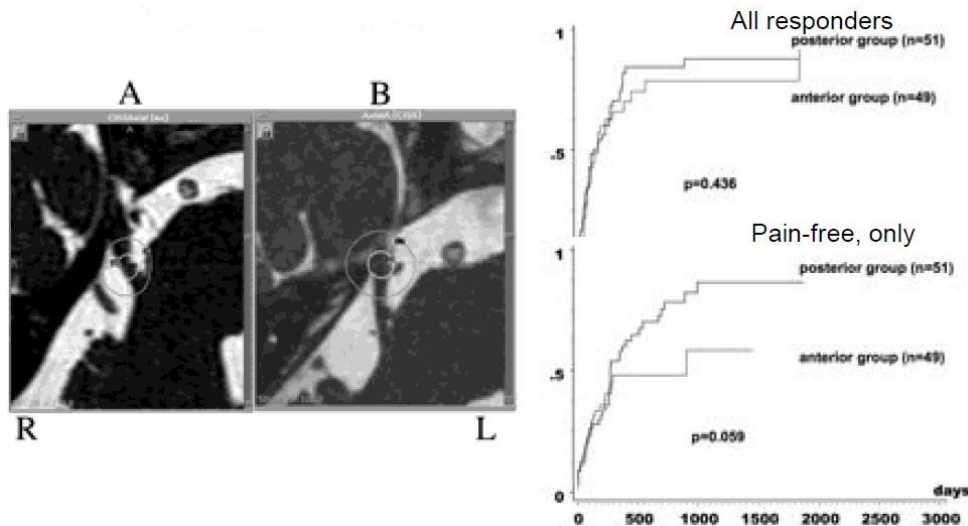 A
B
R
L
All responders
1
posterior group (n=51)
anterior group (n=49)
.5
p=0.436
Pain-free, only
1
posterior group (n=51)
anterior group (n=49)
.5
p=0.059
0
days
0 500 1000 1500 2000 2500 3000